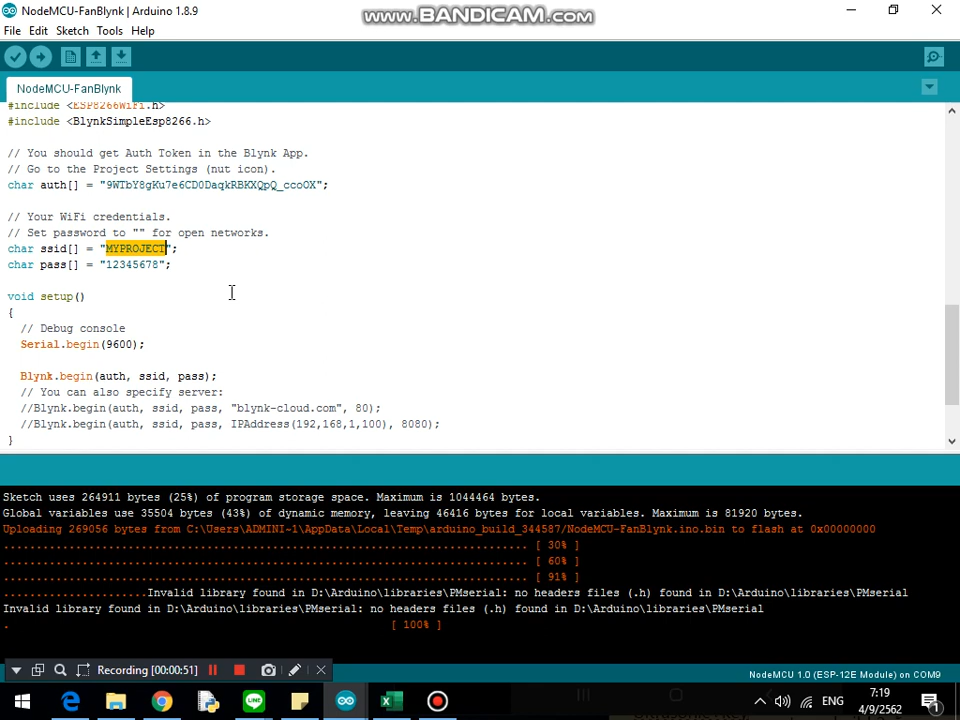 NodeMCU-FanBlynk | Arduino 1.8.9
www.BANDICAM.com
File Edit Sketch Tools Help
NodeMCU-FanBlynk
#include <ESP8266WiFi.h>
#include <BlynkSimpleEsp8266.h>
// You should get Auth Token in the Blynk App.
// Go to the Project Settings (nut icon).
char auth[] = "9WTbY8gKu7e6CD0DaqkRBKXQpQ_ccoOX";
// Your WiFi credentials.
// Set password to "" for open networks.
char ssid[] = "MYPROJECT";
char pass[] = "12345678";
void setup()
{
// Debug console
Serial.begin(9600);
Blynk.begin(auth, ssid, pass);
// You can also specify server:
//Blynk.begin(auth, ssid, pass, "blynk-cloud.com", 80);
//Blynk.begin(auth, ssid, pass, IPAddress(192,168,1,100), 8080);
}
Sketch uses 264911 bytes (25%) of program storage space. Maximum is 1044464 bytes.
Global variables use 35504 bytes (43%) of dynamic memory, leaving 46416 bytes for local variables. Maximum is 81920 bytes.
Uploading 269056 bytes from C:\Users\ADMINI~1\AppData\Local\Temp\arduino_build_344587/NodeMCU-FanBlynk.ino.bin to flash at 0x00000000
................................................................................ [ 30% ]
................................................................................ [ 60% ]
................................................................................ [ 91% ]
......................Invalid library found in D:\Arduino\libraries\PMserial: no headers files (.h) found in D:\Arduino\libraries\PMserial
Invalid library found in D:\Arduino\libraries\PMserial: no headers files (.h) found in D:\Arduino\libraries\PMserial
. [ 100% ]
Recording [00:00:51]
NodeMCU 1.0 (ESP-12E Module) on COM9
LINE
ENG
7:19
4/9/2562
1